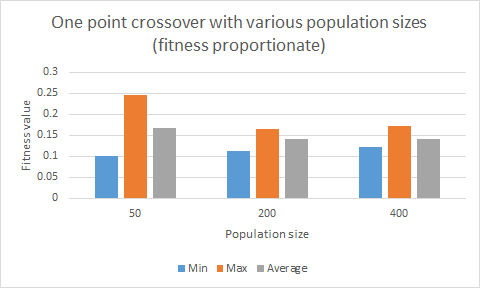 One point crossover with various population sizes
(fitness proportionate)
0.3
0.25
0.2
0.15
0.1
0.05
0
Fitness value
50 200 400
Population size
Min Max Average